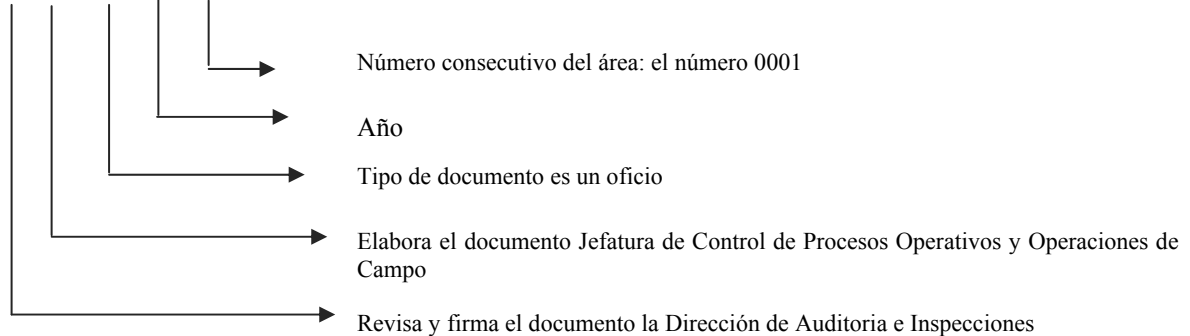 Número consecutivo del área: el número 0001
Año
Tipo de documento es un oficio
Elabora el documento Jefatura de Control de Procesos Operativos y Operaciones de
Campo
Revisa y firma el documento la Dirección de Auditoria e Inspecciones